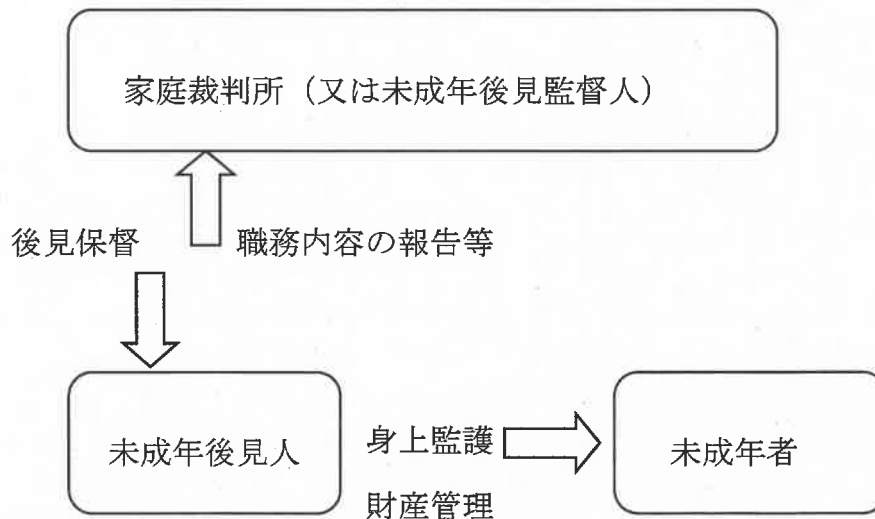 家庭裁判所（又は未成年後見監督人）
後見保督
職務内容の報告等
未成年後見人
身上監護
財産管理
未成年者